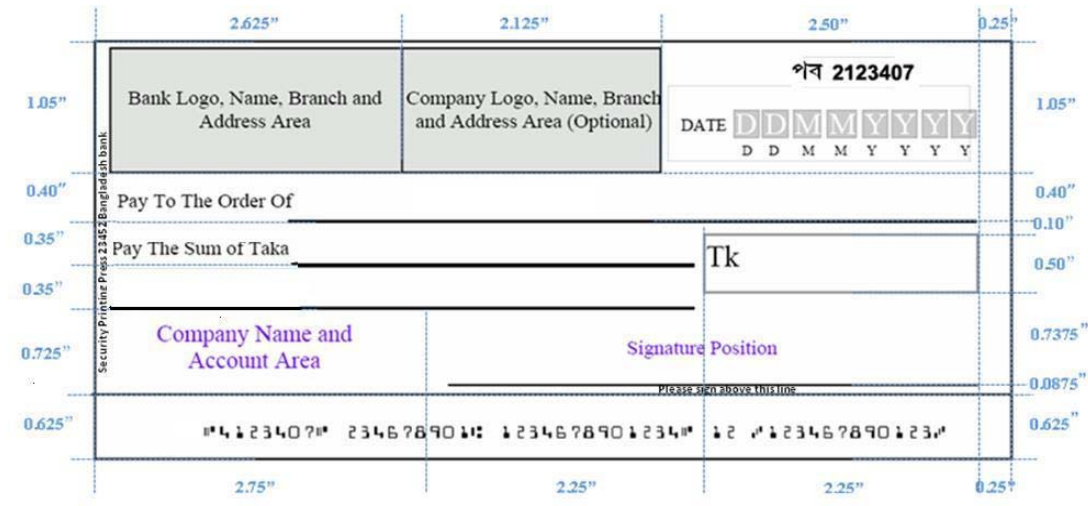 2.625” 2.125” 2.50” 0.25”
পব 2123407
1.05” Bank Logo, Name, Branch and Address Area Company Logo, Name, Branch and Address Area (Optional) 1.05”
DATE D D M M Y Y Y Y
D D M M Y Y Y Y
Security Printing Press 23452 Bangladesh bank
0.40” Pay To The Order Of 0.40”
0.10”
0.35” Pay The Sum of Taka Tk 0.50”
0.35”
Company Name and
Account Area
0.725” Signature Position 0.7375”
Please sign above this line 0.0875”
0.625” ⑈4123407⑈ 234678901⑆ 1234678901234⑈ 12 ⑇123467890123⑇ 0.625”
2.75” 2.25” 2.25” 0.25”